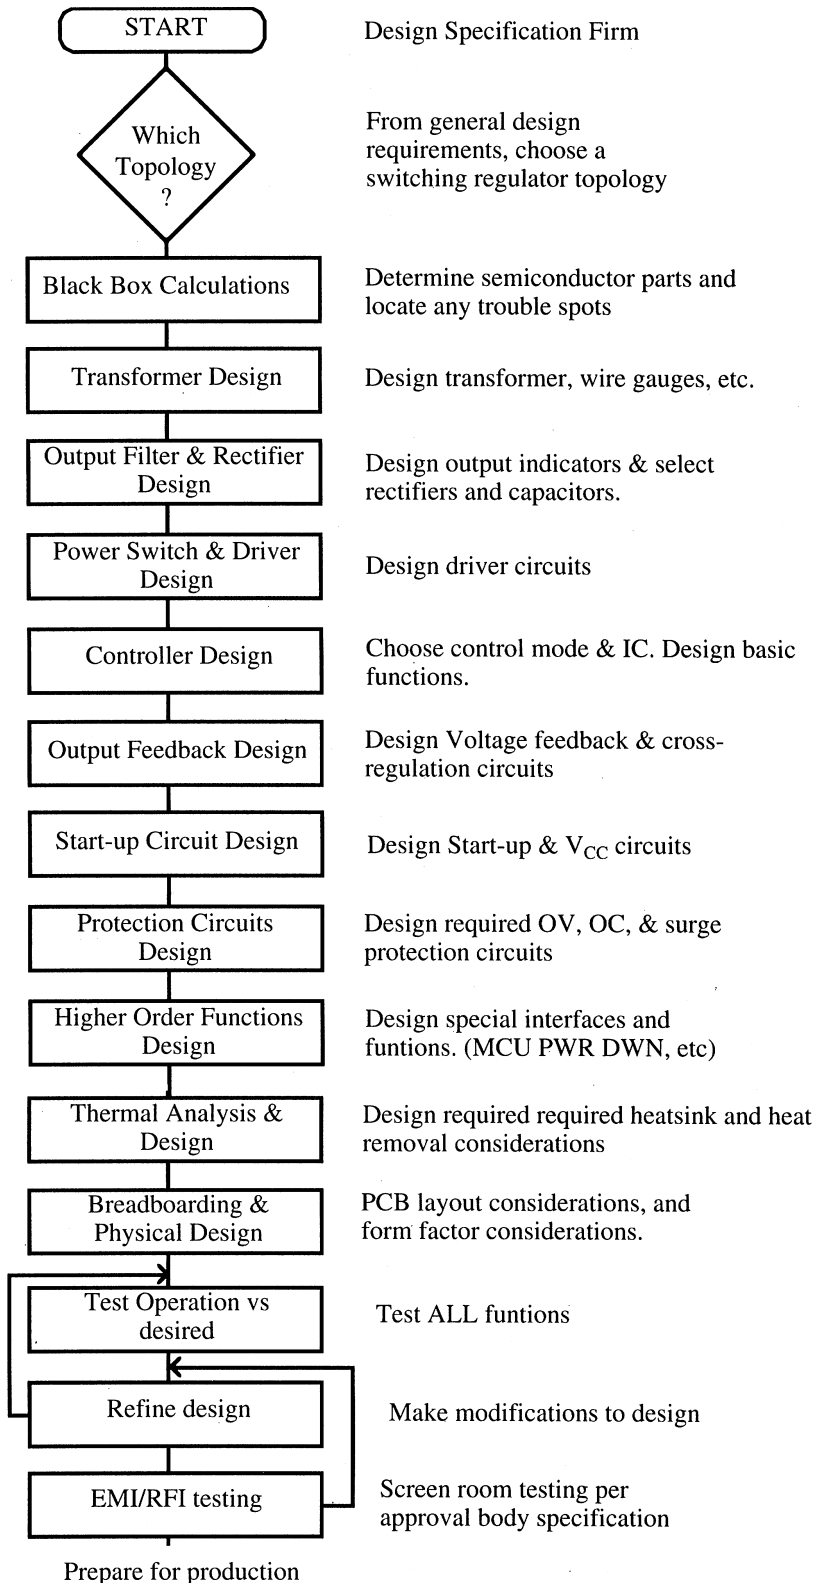 START
Design Specification Firm
Which
Topology
?
From general design
requirements, choose a
switching regulator topology
Black Box Calculations
Determine semiconductor parts and
locate any trouble spots
Transformer Design
Design transformer, wire gauges, etc.
Output Filter & Rectifier
Design
Design output indicators & select
rectifiers and capacitors.
Power Switch & Driver
Design
Design driver circuits
Controller Design
Choose control mode & IC. Design basic
functions.
Output Feedback Design
Design Voltage feedback & cross-
regulation circuits
Start-up Circuit Design
Design Start-up & VCC circuits
Protection Circuits
Design
Design required OV, OC, & surge
protection circuits
Higher Order Functions
Design
Design special interfaces and
funtions. (MCU PWR DWN, etc)
Thermal Analysis &
Design
Design required required heatsink and heat
removal considerations
Breadboarding &
Physical Design
PCB layout considerations, and
form factor considerations.
Test Operation vs
desired
Test ALL funtions
Refine design
Make modifications to design
EMI/RFI testing
Screen room testing per
approval body specification
Prepare for production